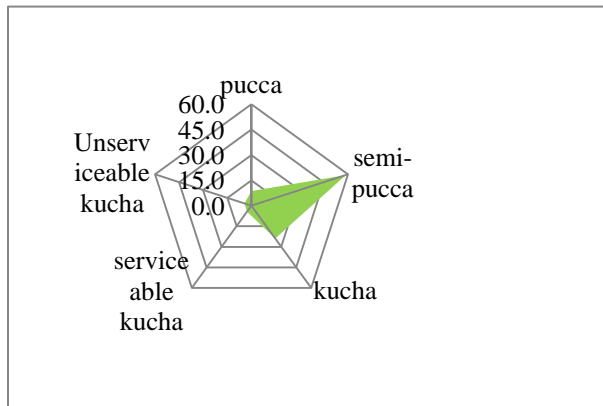 pucca
60.0
45.0
30.0
15.0
0.0
semi-
pucca
kucha
service
able
kucha
Unserv
iceable
kucha